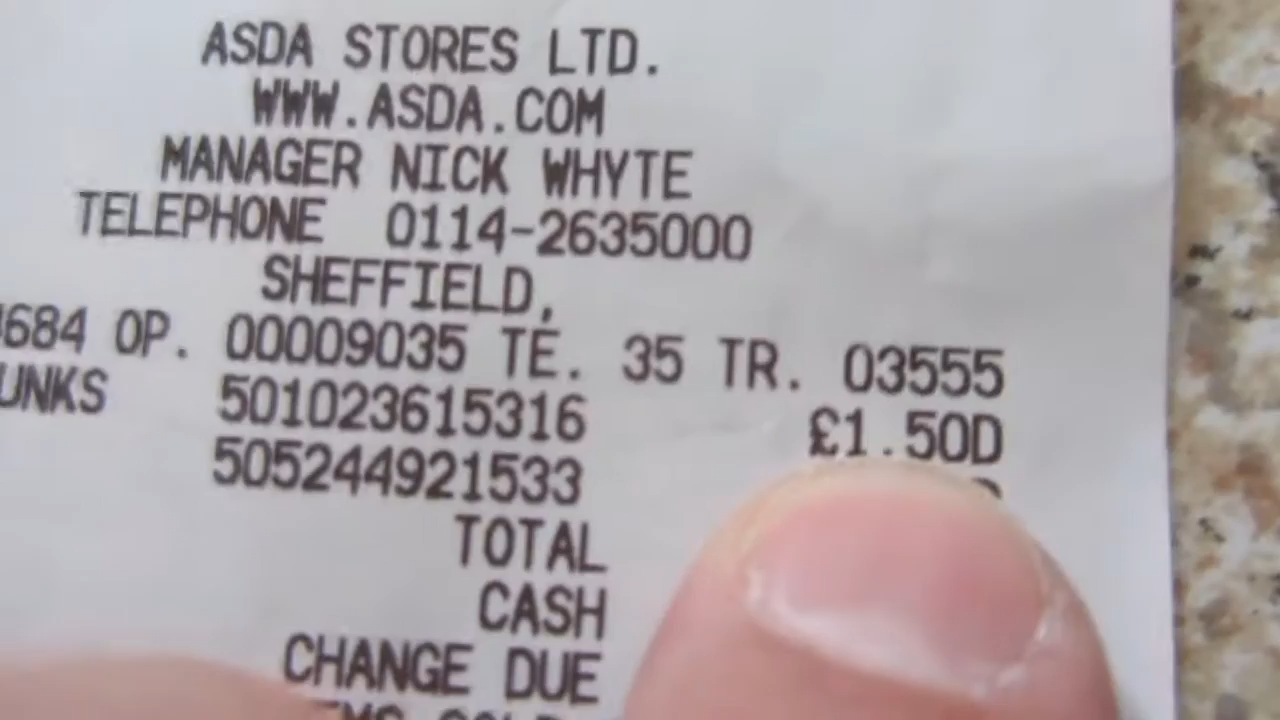 ASDA STORES LTD.
WWW.ASDA.COM
MANAGER NICK WHYTE
TELEPHONE 0114-2635000
SHEFFIELD,
4684 OP. 00009035 TE. 35 TR. 03555
UNKS 501023615316 £1.50D
505244921533
TOTAL
CASH
CHANGE DUE